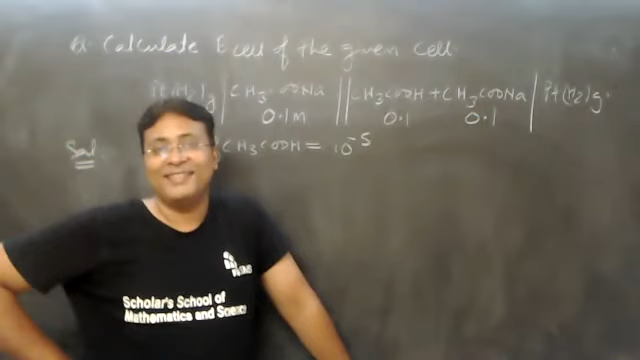 Q. Calculate Ecell of the given cell.
Pt(H2)g | CH3COONa || CH3COOH + CH3COONa | Pt(H2)g.
0.1M 0.1 0.1
Sol.
CH3COOH = 10^-5
Scholar's School of
Mathematics and Science